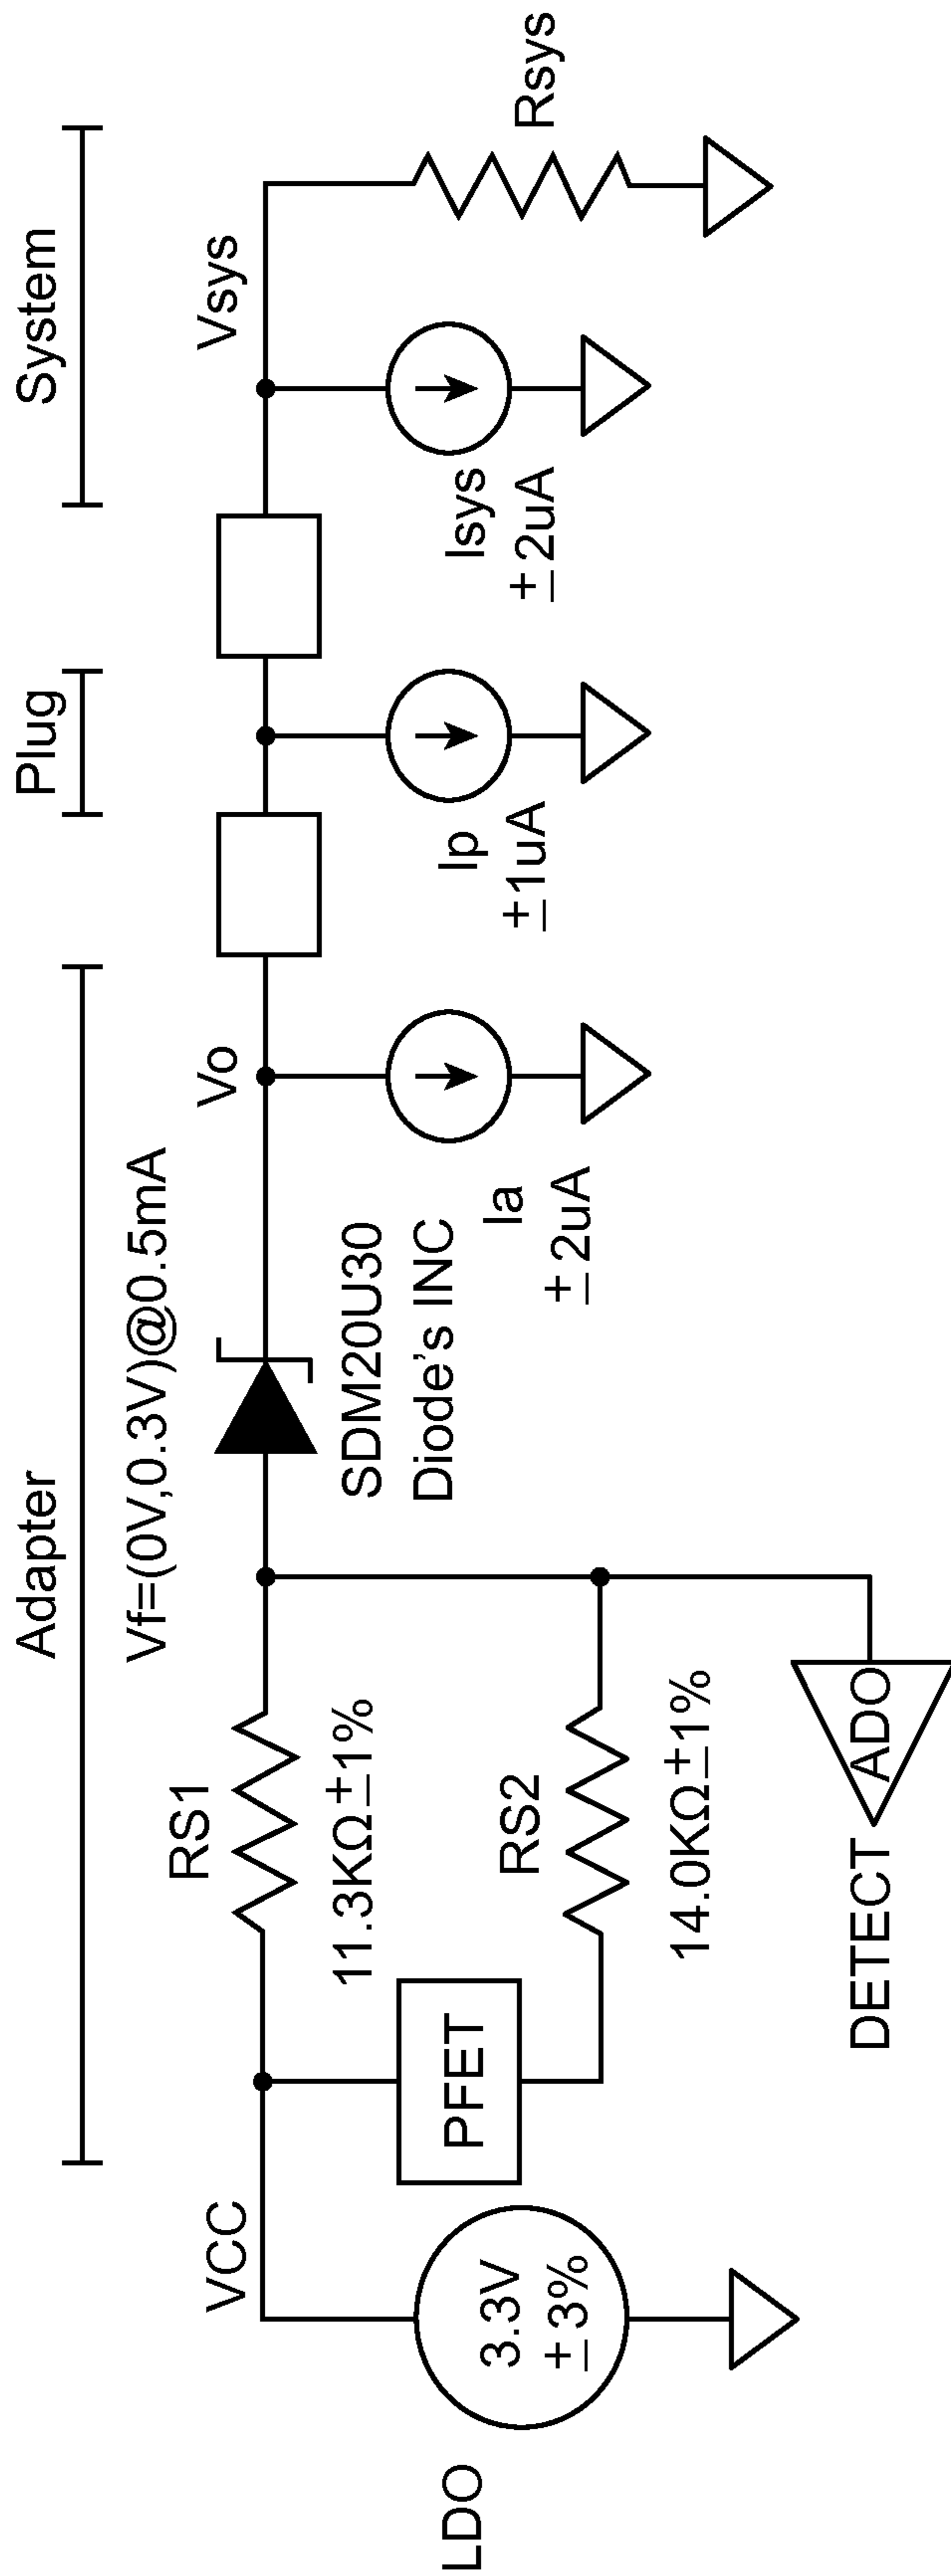 Adapter
Plug
System
Vf=(0V,0.3V)@0.5mA
VCC
RS1
Vo
Vsys
11.3KΩ±1%
SDM20U30
Diode's INC
LDO
3.3V
±3%
PFET
RS2
14.0KΩ±1%
Ia
±2uA
Ip
±1uA
Isys
±2uA
Rsys
DETECT
ADO